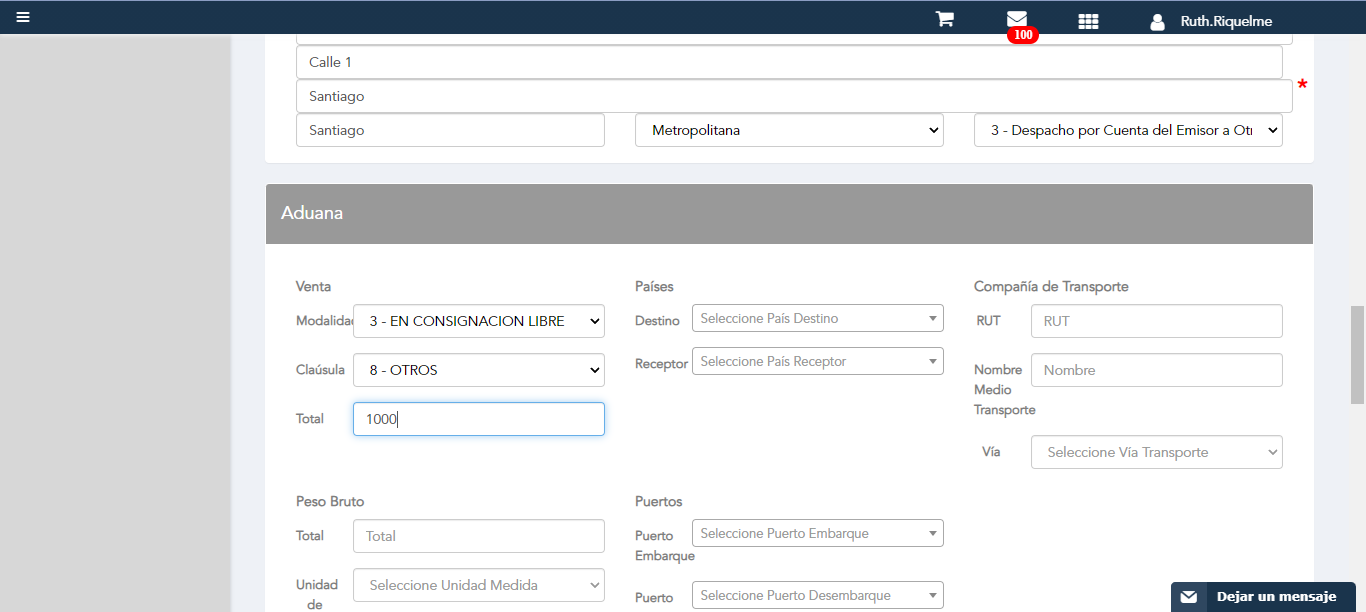 Ruth.Riquelme
100
Calle 1
Santiago
*
Santiago
Metropolitana
3 - Despacho por Cuenta del Emisor a Otr
Aduana
Venta
Países
Compañía de Transporte
Modalidad
3 - EN CONSIGNACION LIBRE
Destino
Seleccione País Destino
RUT
RUT
Claúsula
8 - OTROS
Receptor
Seleccione País Receptor
Nombre
Medio
Transporte
Nombre
Total
1000
Vía
Seleccione Vía Transporte
Peso Bruto
Puertos
Total
Total
Puerto
Embarque
Seleccione Puerto Embarque
Unidad
de
Seleccione Unidad Medida
Puerto
Seleccione Puerto Desembarque
Dejar un mensaje